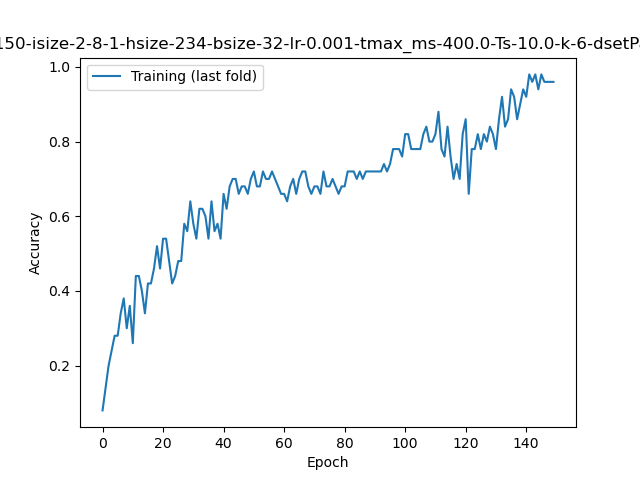 150-isize-2-8-1-hsize-234-bsize-32-lr-0.001-tmax_ms-400.0-Ts-10.0-k-6-dsetPa
Training (last fold)
1.0
0.8
0.6
0.4
0.2
Accuracy
0 20 40 60 80 100 120 140
Epoch